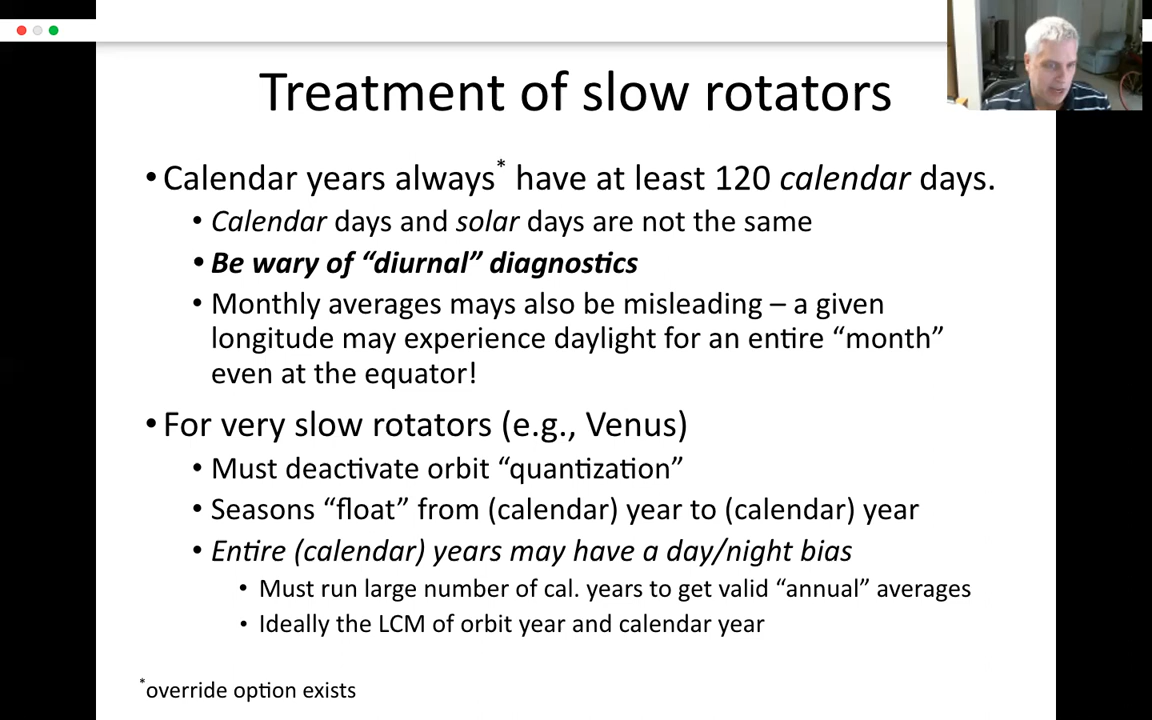 Treatment of slow rotators
• Calendar years always* have at least 120 calendar days.
• Calendar days and solar days are not the same
• Be wary of “diurnal” diagnostics
• Monthly averages mays also be misleading – a given
longitude may experience daylight for an entire “month”
even at the equator!
• For very slow rotators (e.g., Venus)
• Must deactivate orbit “quantization”
• Seasons “float” from (calendar) year to (calendar) year
• Entire (calendar) years may have a day/night bias
• Must run large number of cal. years to get valid “annual” averages
• Ideally the LCM of orbit year and calendar year
*override option exists